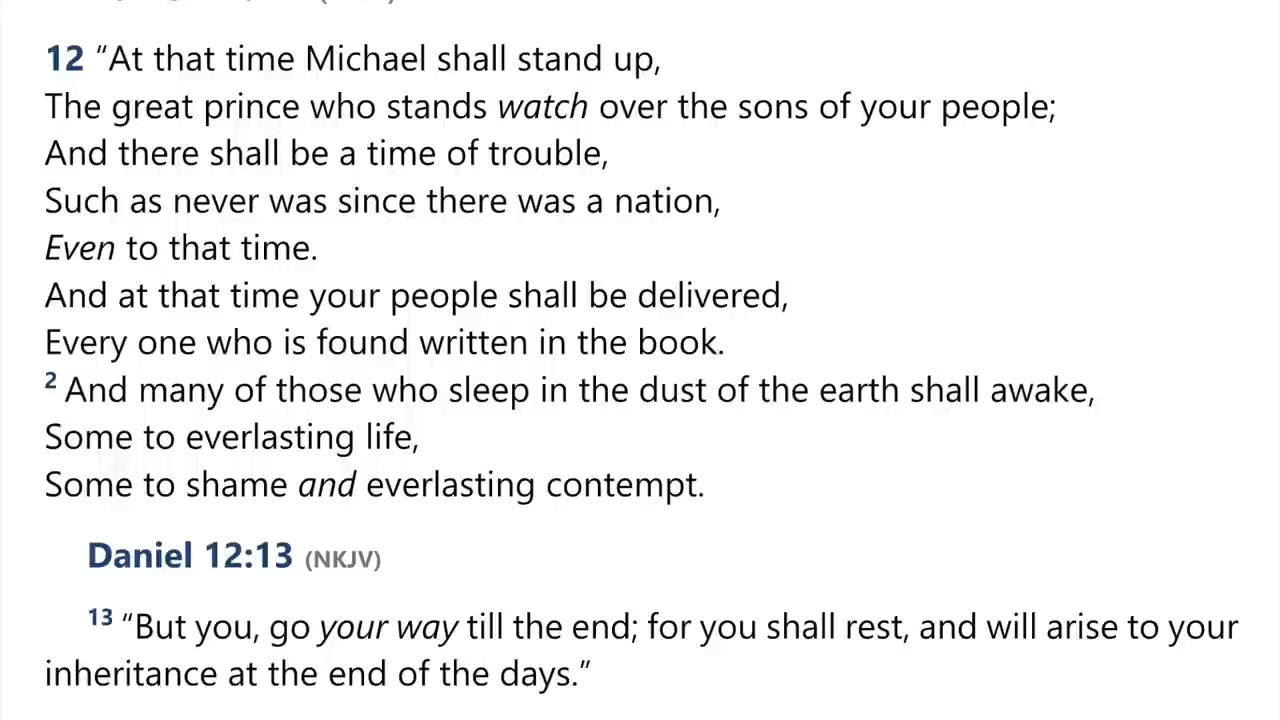 12 “At that time Michael shall stand up,
The great prince who stands watch over the sons of your people;
And there shall be a time of trouble,
Such as never was since there was a nation,
Even to that time.
And at that time your people shall be delivered,
Every one who is found written in the book.
2 And many of those who sleep in the dust of the earth shall awake,
Some to everlasting life,
Some to shame and everlasting contempt.
Daniel 12:13 (NKJV)
13 “But you, go your way till the end; for you shall rest, and will arise to your
inheritance at the end of the days.”